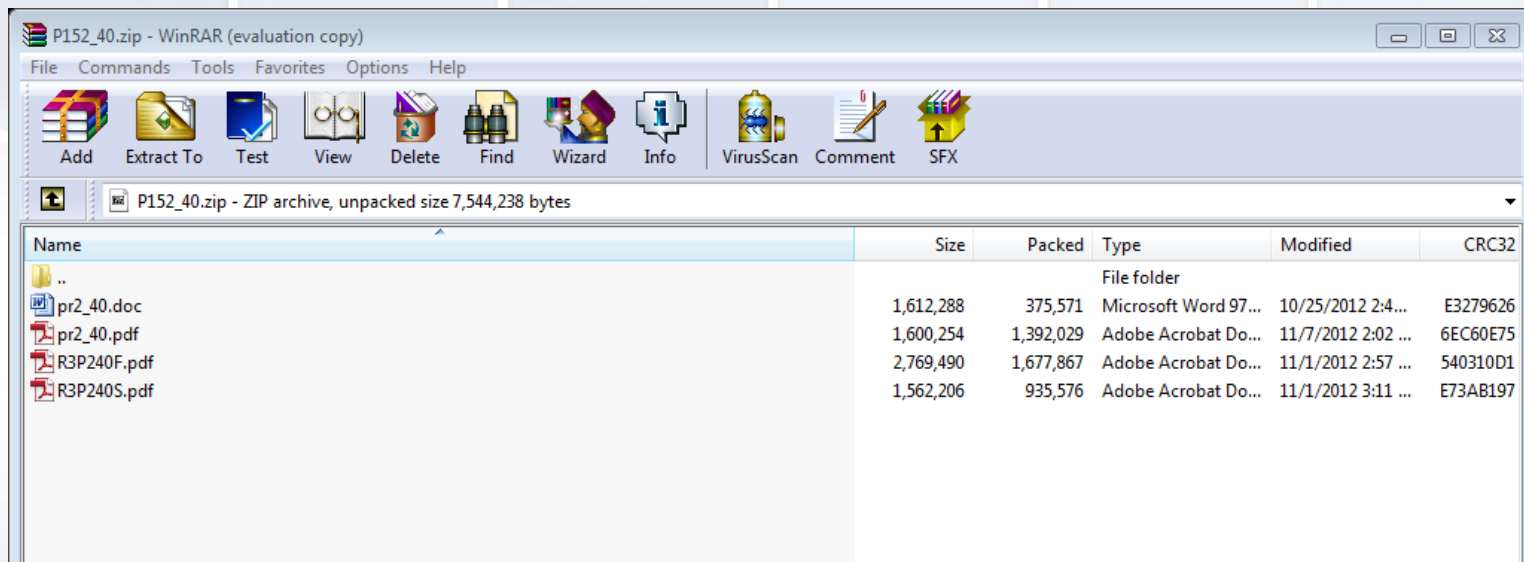 P152_40.zip - WinRAR (evaluation copy)
File Commands Tools Favorites Options Help
Add Extract To Test View Delete Find Wizard Info VirusScan Comment SFX
P152_40.zip - ZIP archive, unpacked size 7,544,238 bytes
Name Size Packed Type Modified CRC32
.. File folder
pr2_40.doc 1,612,288 375,571 Microsoft Word 97... 10/25/2012 2:4... E3279626
pr2_40.pdf 1,600,254 1,392,029 Adobe Acrobat Do... 11/7/2012 2:02 ... 6EC60E75
R3P240F.pdf 2,769,490 1,677,867 Adobe Acrobat Do... 11/1/2012 2:57 ... 540310D1
R3P240S.pdf 1,562,206 935,576 Adobe Acrobat Do... 11/1/2012 3:11 ... E73AB197